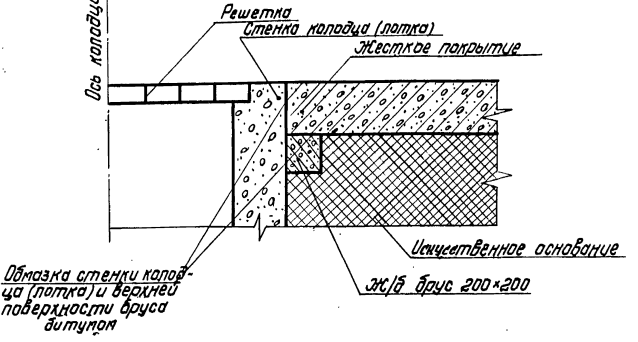 Ось колодца
Решетка
Стенка колодца (лотка)
Жесткое покрытие
Искусственное основание
Ж/б брус 200×200
Обмазка стенки колод-
ца (лотка) и верхней
поверхности бруса
битумом